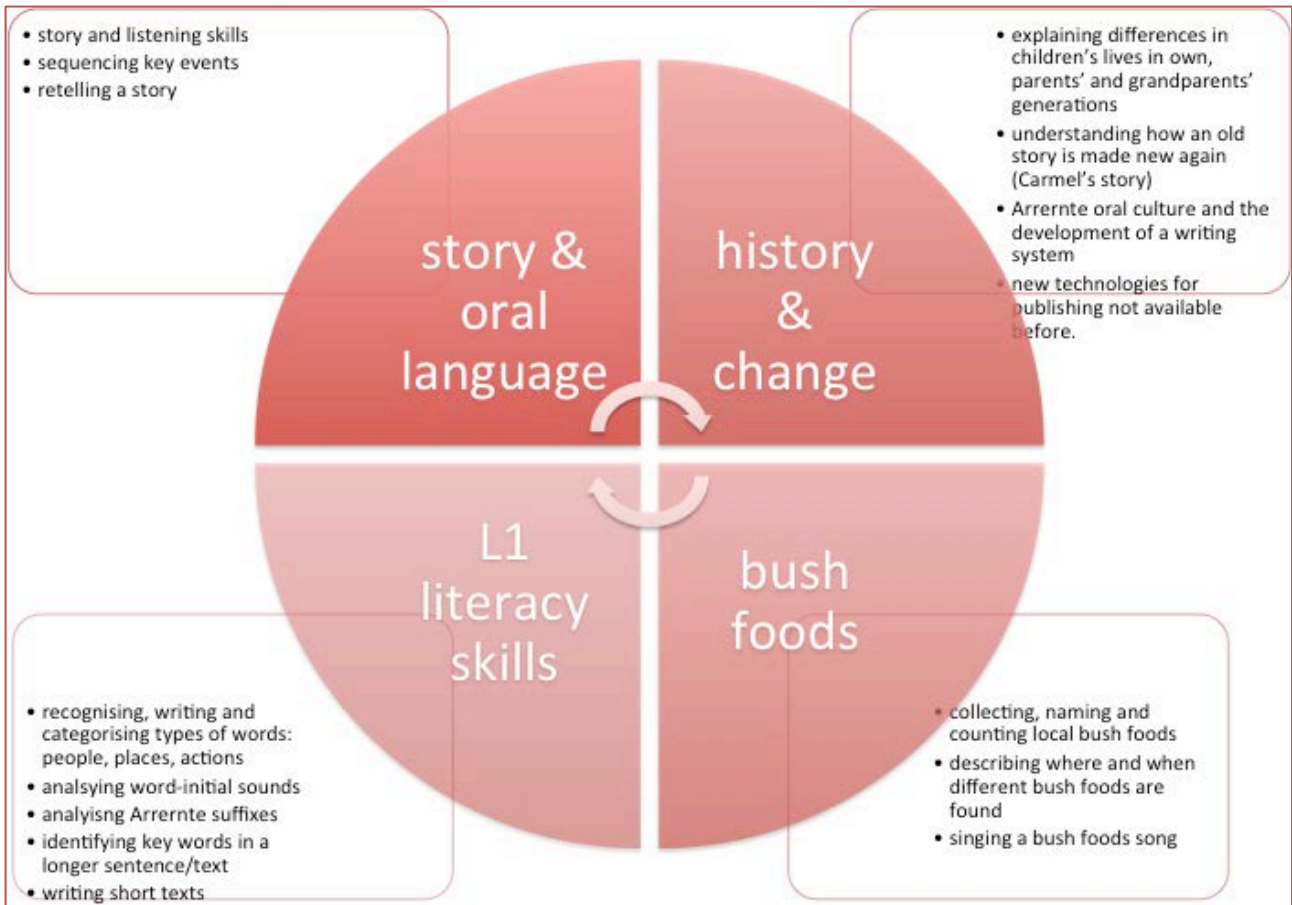 • story and listening skills
• sequencing key events
• retelling a story
• explaining differences in
children's lives in own,
parents' and grandparents'
generations
• understanding how an old
story is made new again
(Carmel's story)
• Arrernte oral culture and the
development of a writing
system
• new technologies for
publishing not available
before.
story &
oral
language
history
&
change
L1
literacy
skills
bush
foods
• recognising, writing and
categorising types of words:
people, places, actions
• analsying word-initial sounds
• analyisng Arrernte suffixes
• identifying key words in a
longer sentence/text
• writing short texts
• collecting, naming and
counting local bush foods
• describing where and when
different bush foods are
found
• singing a bush foods song